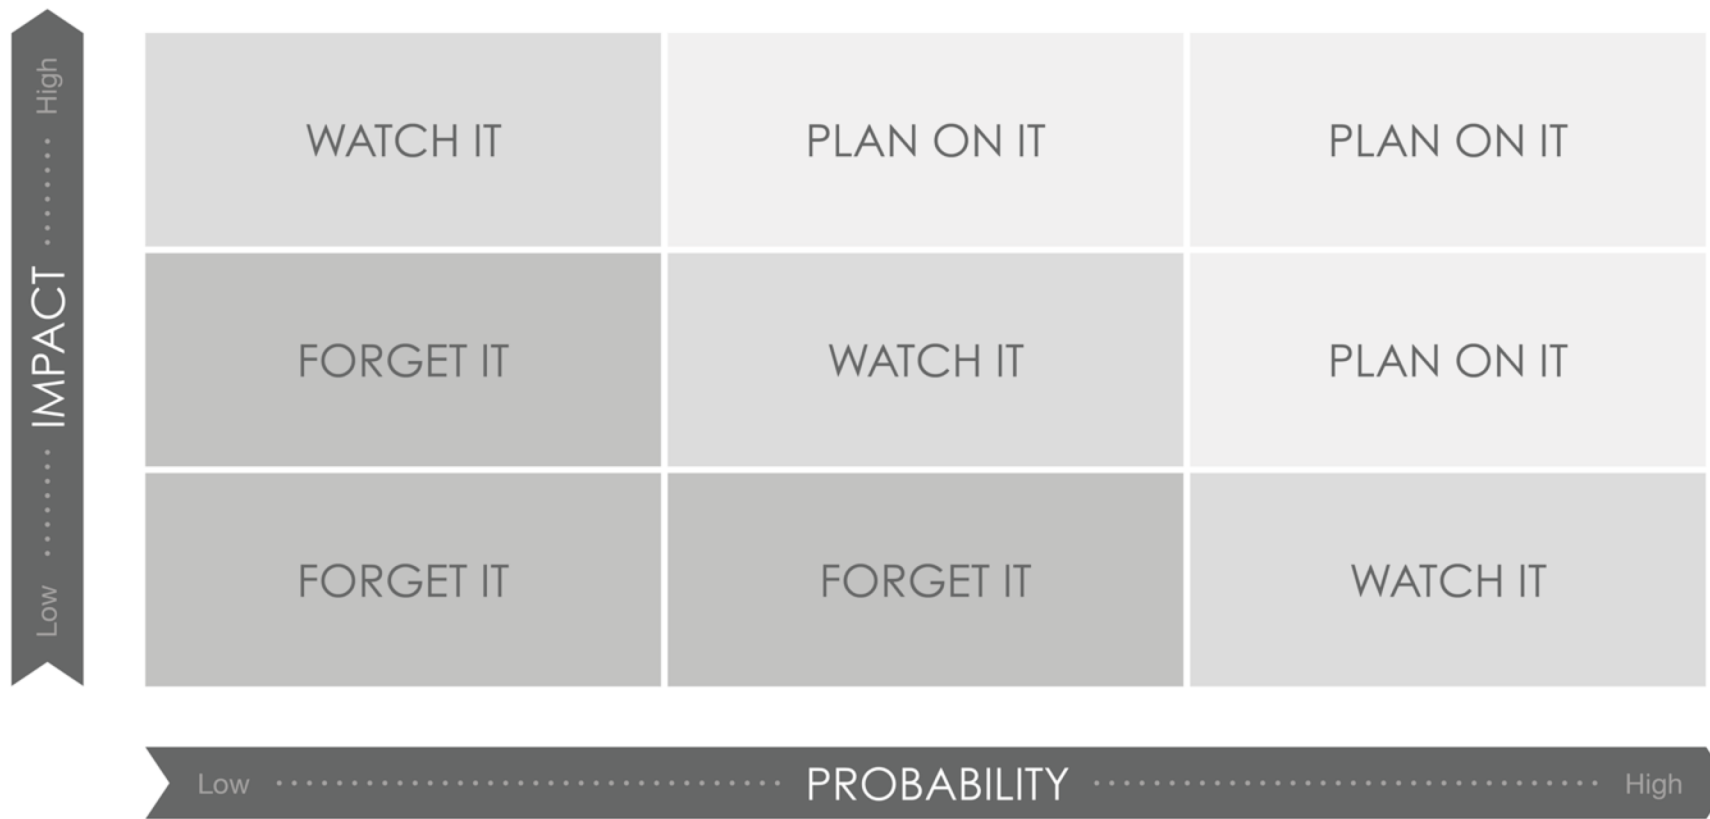 High
IMPACT
Low
WATCH IT
PLAN ON IT
PLAN ON IT
FORGET IT
WATCH IT
PLAN ON IT
FORGET IT
FORGET IT
WATCH IT
Low
PROBABILITY
High